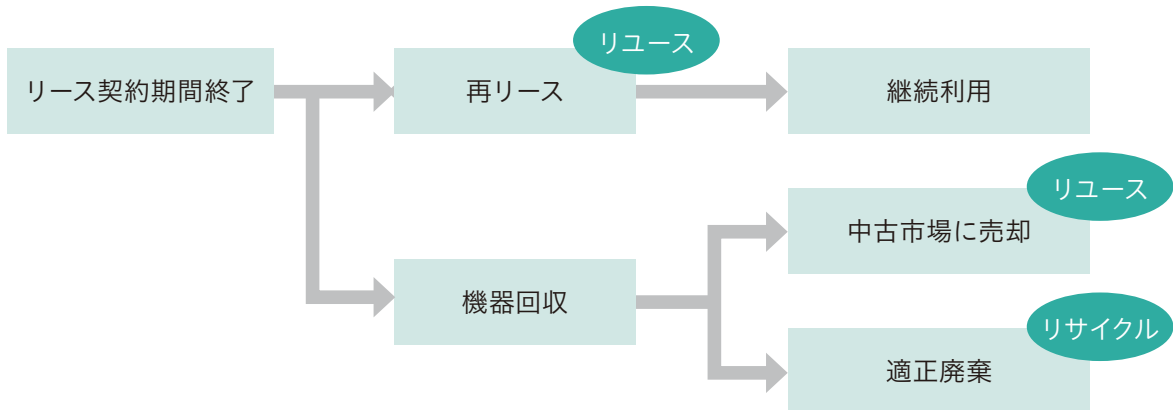 リユース
リース契約期間終了
再リース
継続利用
リユース
中古市場に売却
機器回収
リサイクル
適正廃棄